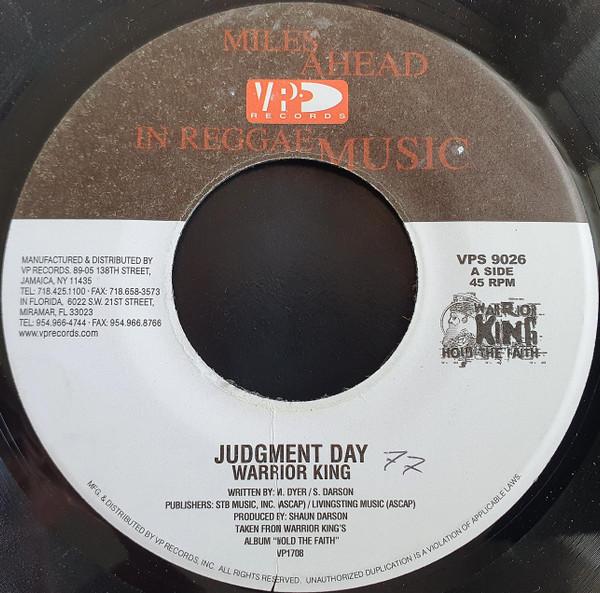 MILES
AHEAD
VP
RECORDS
IN REGGAE MUSIC
MANUFACTURED & DISTRIBUTED BY
VP RECORDS. 89-05 138TH STREET,
JAMAICA, NY 11435
TEL: 718.425.1100 · FAX: 718-658-3573
IN FLORIDA, 6022 S.W. 21ST STREET,
MIRAMAR, FL 33023
TEL: 954.966-4744 · FAX: 954.966.8766
www.vprecords.com
VPS 9026
A SIDE
45 RPM
WARRIOR
KING
HOLD THE FAITH
JUDGMENT DAY
77
WARRIOR KING
WRITTEN BY: M. DYER / S. DARSON
PUBLISHERS: STB MUSIC, INC. (ASCAP) / LIVINGSTING MUSIC (ASCAP)
PRODUCED BY: SHAUN DARSON
TAKEN FROM WARRIOR KING'S
ALBUM "HOLD THE FAITH"
VP1708
MFG. & DISTRIBUTED BY VP RECORDS, INC. ALL RIGHTS RESERVED. UNAUTHORIZED DUPLICATION IS A VIOLATION OF APPLICABLE LAWS.